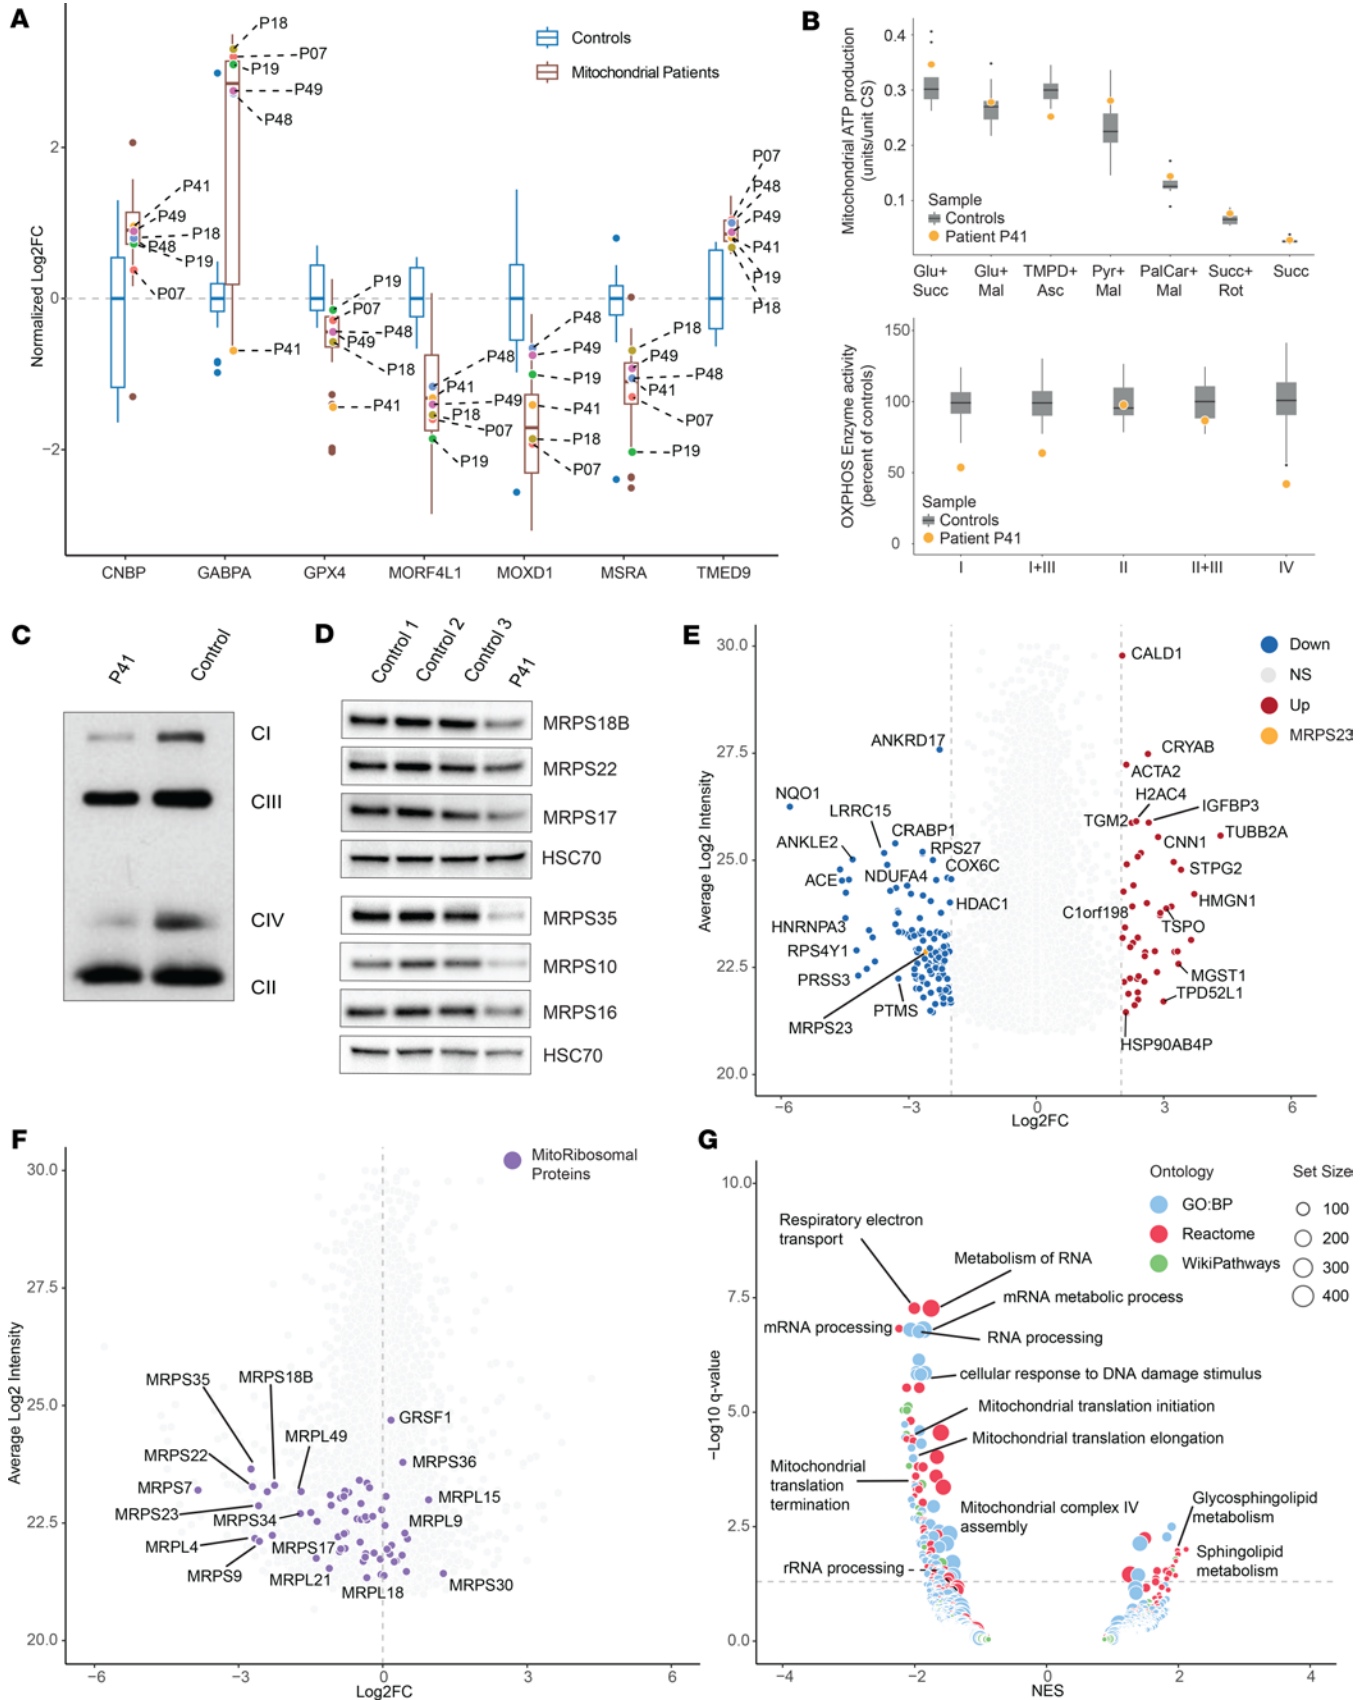 A
P18
P07
P19
P49
P48
Controls
Mitochondrial Patients
Normalized Log2FC
2
0
−2
P41
P49
P18
P48
P19
P07
P41
P19
P07
P48
P49
P18
P41
P48
P41
P49
P18
P07
P19
P48
P49
P19
P41
P18
P07
P18
P49
P48
P41
P07
P19
P07
P48
P49
P41
P19
P18
CNBP
GABPA
GPX4
MORF4L1
MOXD1
MSRA
TMED9
B
Mitochondrial ATP production
(units/unit CS)
0.4
0.3
0.2
0.1
Sample
Controls
Patient P41
Glu+
Succ
Glu+
Mal
TMPD+
Asc
Pyr+
Mal
PalCar+
Mal
Succ+
Rot
Succ
OXPHOS Enzyme activity
(percent of controls)
150
100
50
0
Sample
Controls
Patient P41
I
I+III
II
II+III
IV
C
P41
Control
CI
CIII
CIV
CII
D
Control 1
Control 2
Control 3
P41
MRPS18B
MRPS22
MRPS17
HSC70
MRPS35
MRPS10
MRPS16
HSC70
E
Average Log2 Intensity
30.0
27.5
25.0
22.5
20.0
Down
NS
Up
MRPS23
CALD1
ANKRD17
CRYAB
ACTA2
NQO1
H2AC4
LRRC15
IGFBP3
TGM2
TUBB2A
CRABP1
ANKLE2
RPS27
CNN1
COX6C
STPG2
ACE
NDUFA4
HDAC1
HMGN1
C1orf198
TSPO
HNRNPA3
RPS4Y1
PRSS3
MGST1
PTMS
TPD52L1
MRPS23
HSP90AB4P
−6
−3
0
3
6
Log2FC
F
MitoRibosomal
Proteins
Average Log2 Intensity
30.0
27.5
25.0
22.5
20.0
MRPS35
MRPS18B
GRSF1
MRPL49
MRPS22
MRPS36
MRPS7
MRPL15
MRPS23
MRPS34
MRPL9
MRPL4
MRPS17
MRPS9
MRPL21
MRPL18
MRPS30
−6
−3
0
3
6
Log2FC
G
−Log10 q-value
10.0
7.5
5.0
2.5
0.0
Ontology
GO:BP
Reactome
WikiPathways
Set Size
100
200
300
400
Respiratory electron
transport
Metabolism of RNA
mRNA metabolic process
mRNA processing
RNA processing
cellular response to DNA damage stimulus
Mitochondrial translation initiation
Mitochondrial translation elongation
Mitochondrial
translation
termination
Mitochondrial complex IV
assembly
Glycosphingolipid
metabolism
Sphingolipid
metabolism
rRNA processing
−4
−2
0
2
4
NES